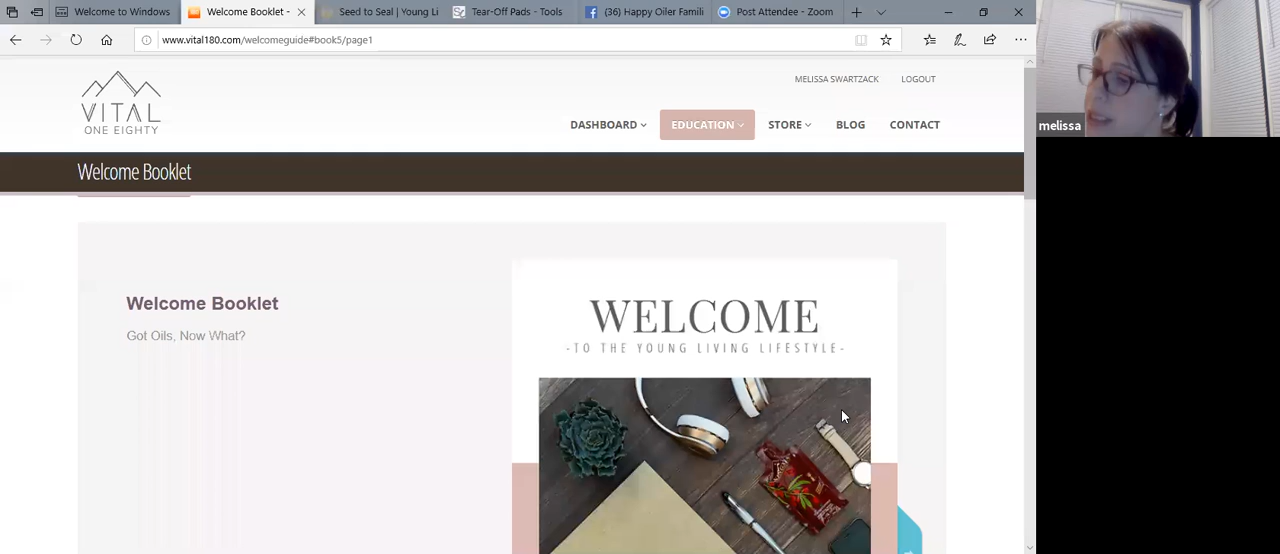 Welcome to Windows
Welcome Booklet -
Seed to Seal | Young Li
Tear-Off Pads - Tools
(36) Happy Oiler Famili
Post Attendee - Zoom
www.vital180.com/welcomeguide#book5/page1
VITAL
ONE EIGHTY
MELISSA SWARTZACK
LOGOUT
DASHBOARD
EDUCATION
STORE
BLOG
CONTACT
Welcome Booklet
Welcome Booklet
Got Oils, Now What?
WELCOME
-TO THE YOUNG LIVING LIFESTYLE-
melissa